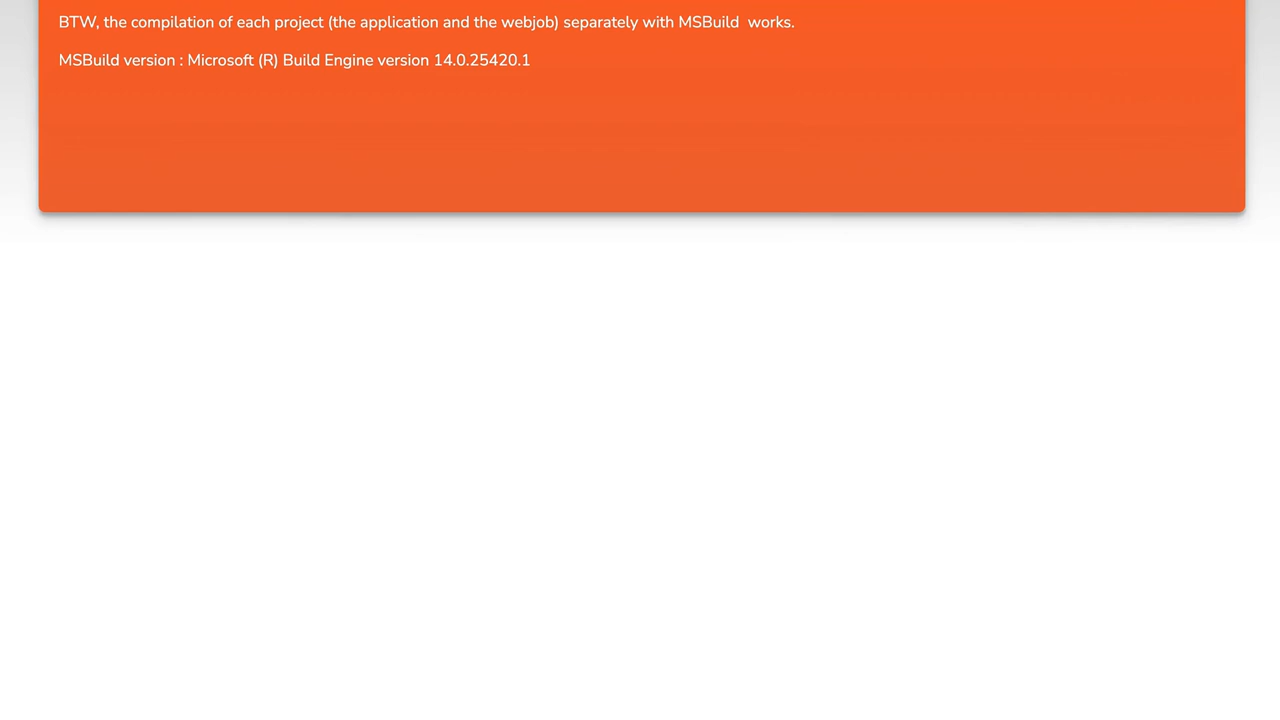 BTW, the compilation of each project (the application and the webjob) separately with MSBuild  works.
MSBuild version : Microsoft (R) Build Engine version 14.0.25420.1